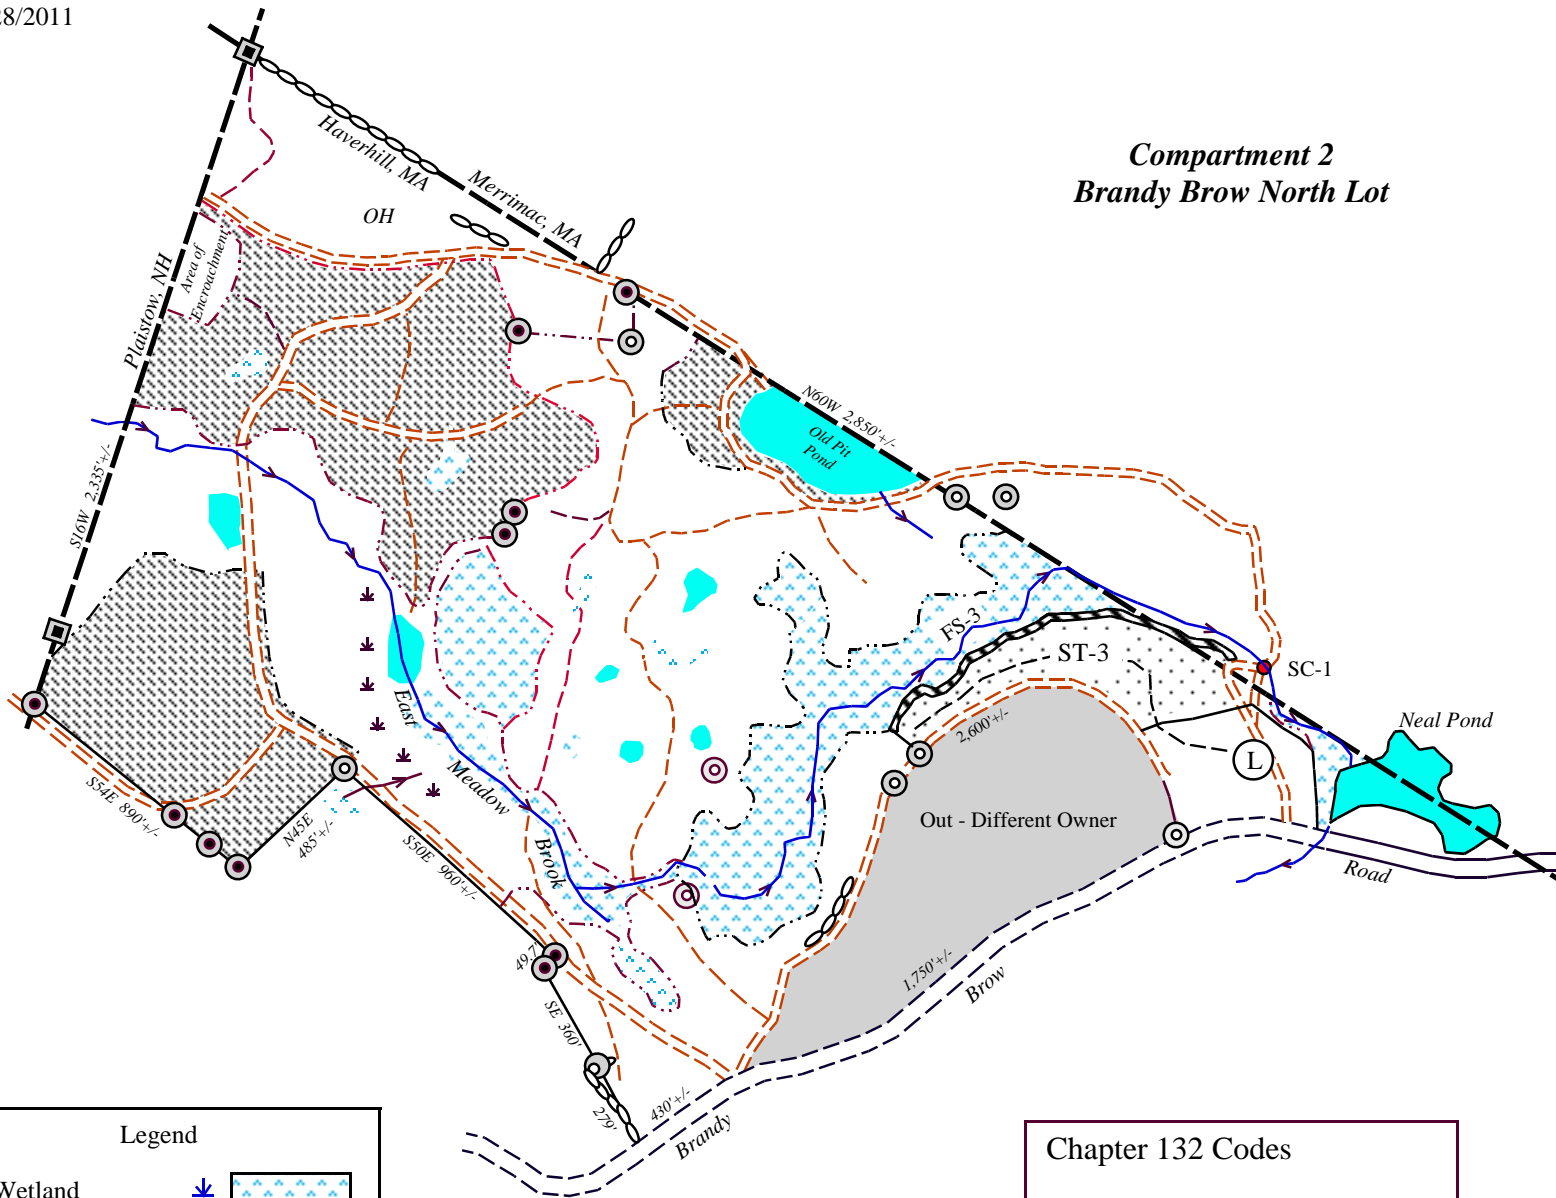 28/2011
Compartment 2
Brandy Brow North Lot
Haverhill, MA
Merrimac, MA
OH
Plaistow, NH
Area of
Encroachment
N60W 2,850'+/-
Old Pit
Pond
S16W 2,335'+/-
FS-3
ST-3
SC-1
Neal Pond
2,600'+/-
L
East
Meadow
Brook
S54E 890'+/-
N45E
485'+/-
S50E 960'+/-
Out - Different Owner
Road
49.7'
SE 360'
1,750'+/-
Brow
279'
430'+/-
Brandy
Legend
Wetland
Chapter 132 Codes